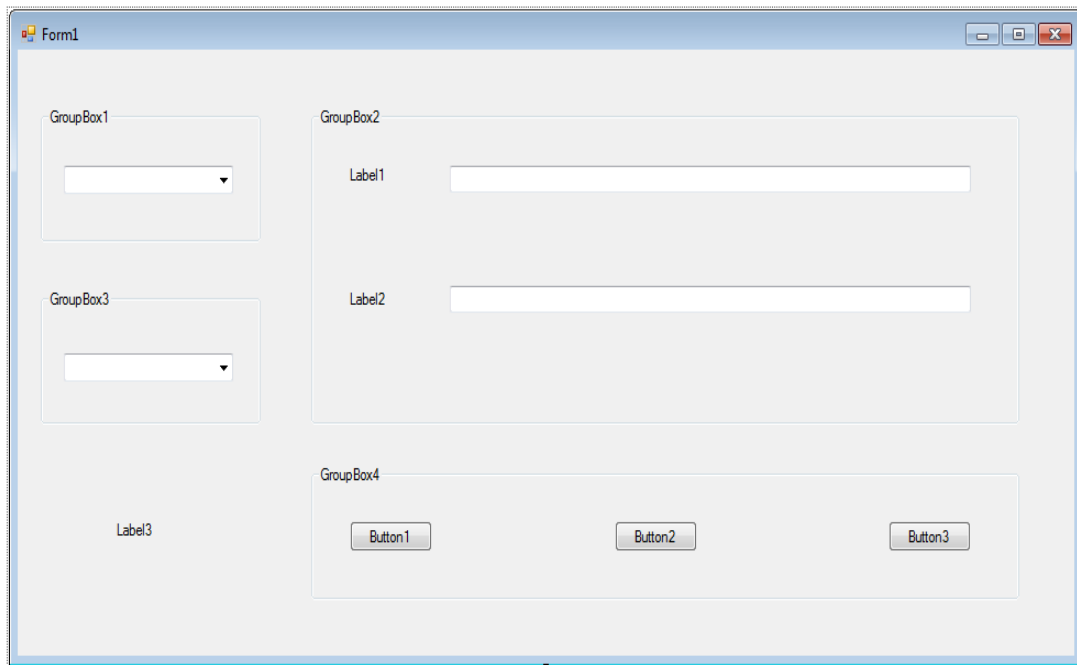 Form1
GroupBox1
GroupBox2
Label1
Label2
GroupBox3
GroupBox4
Label3
Button1
Button2
Button3